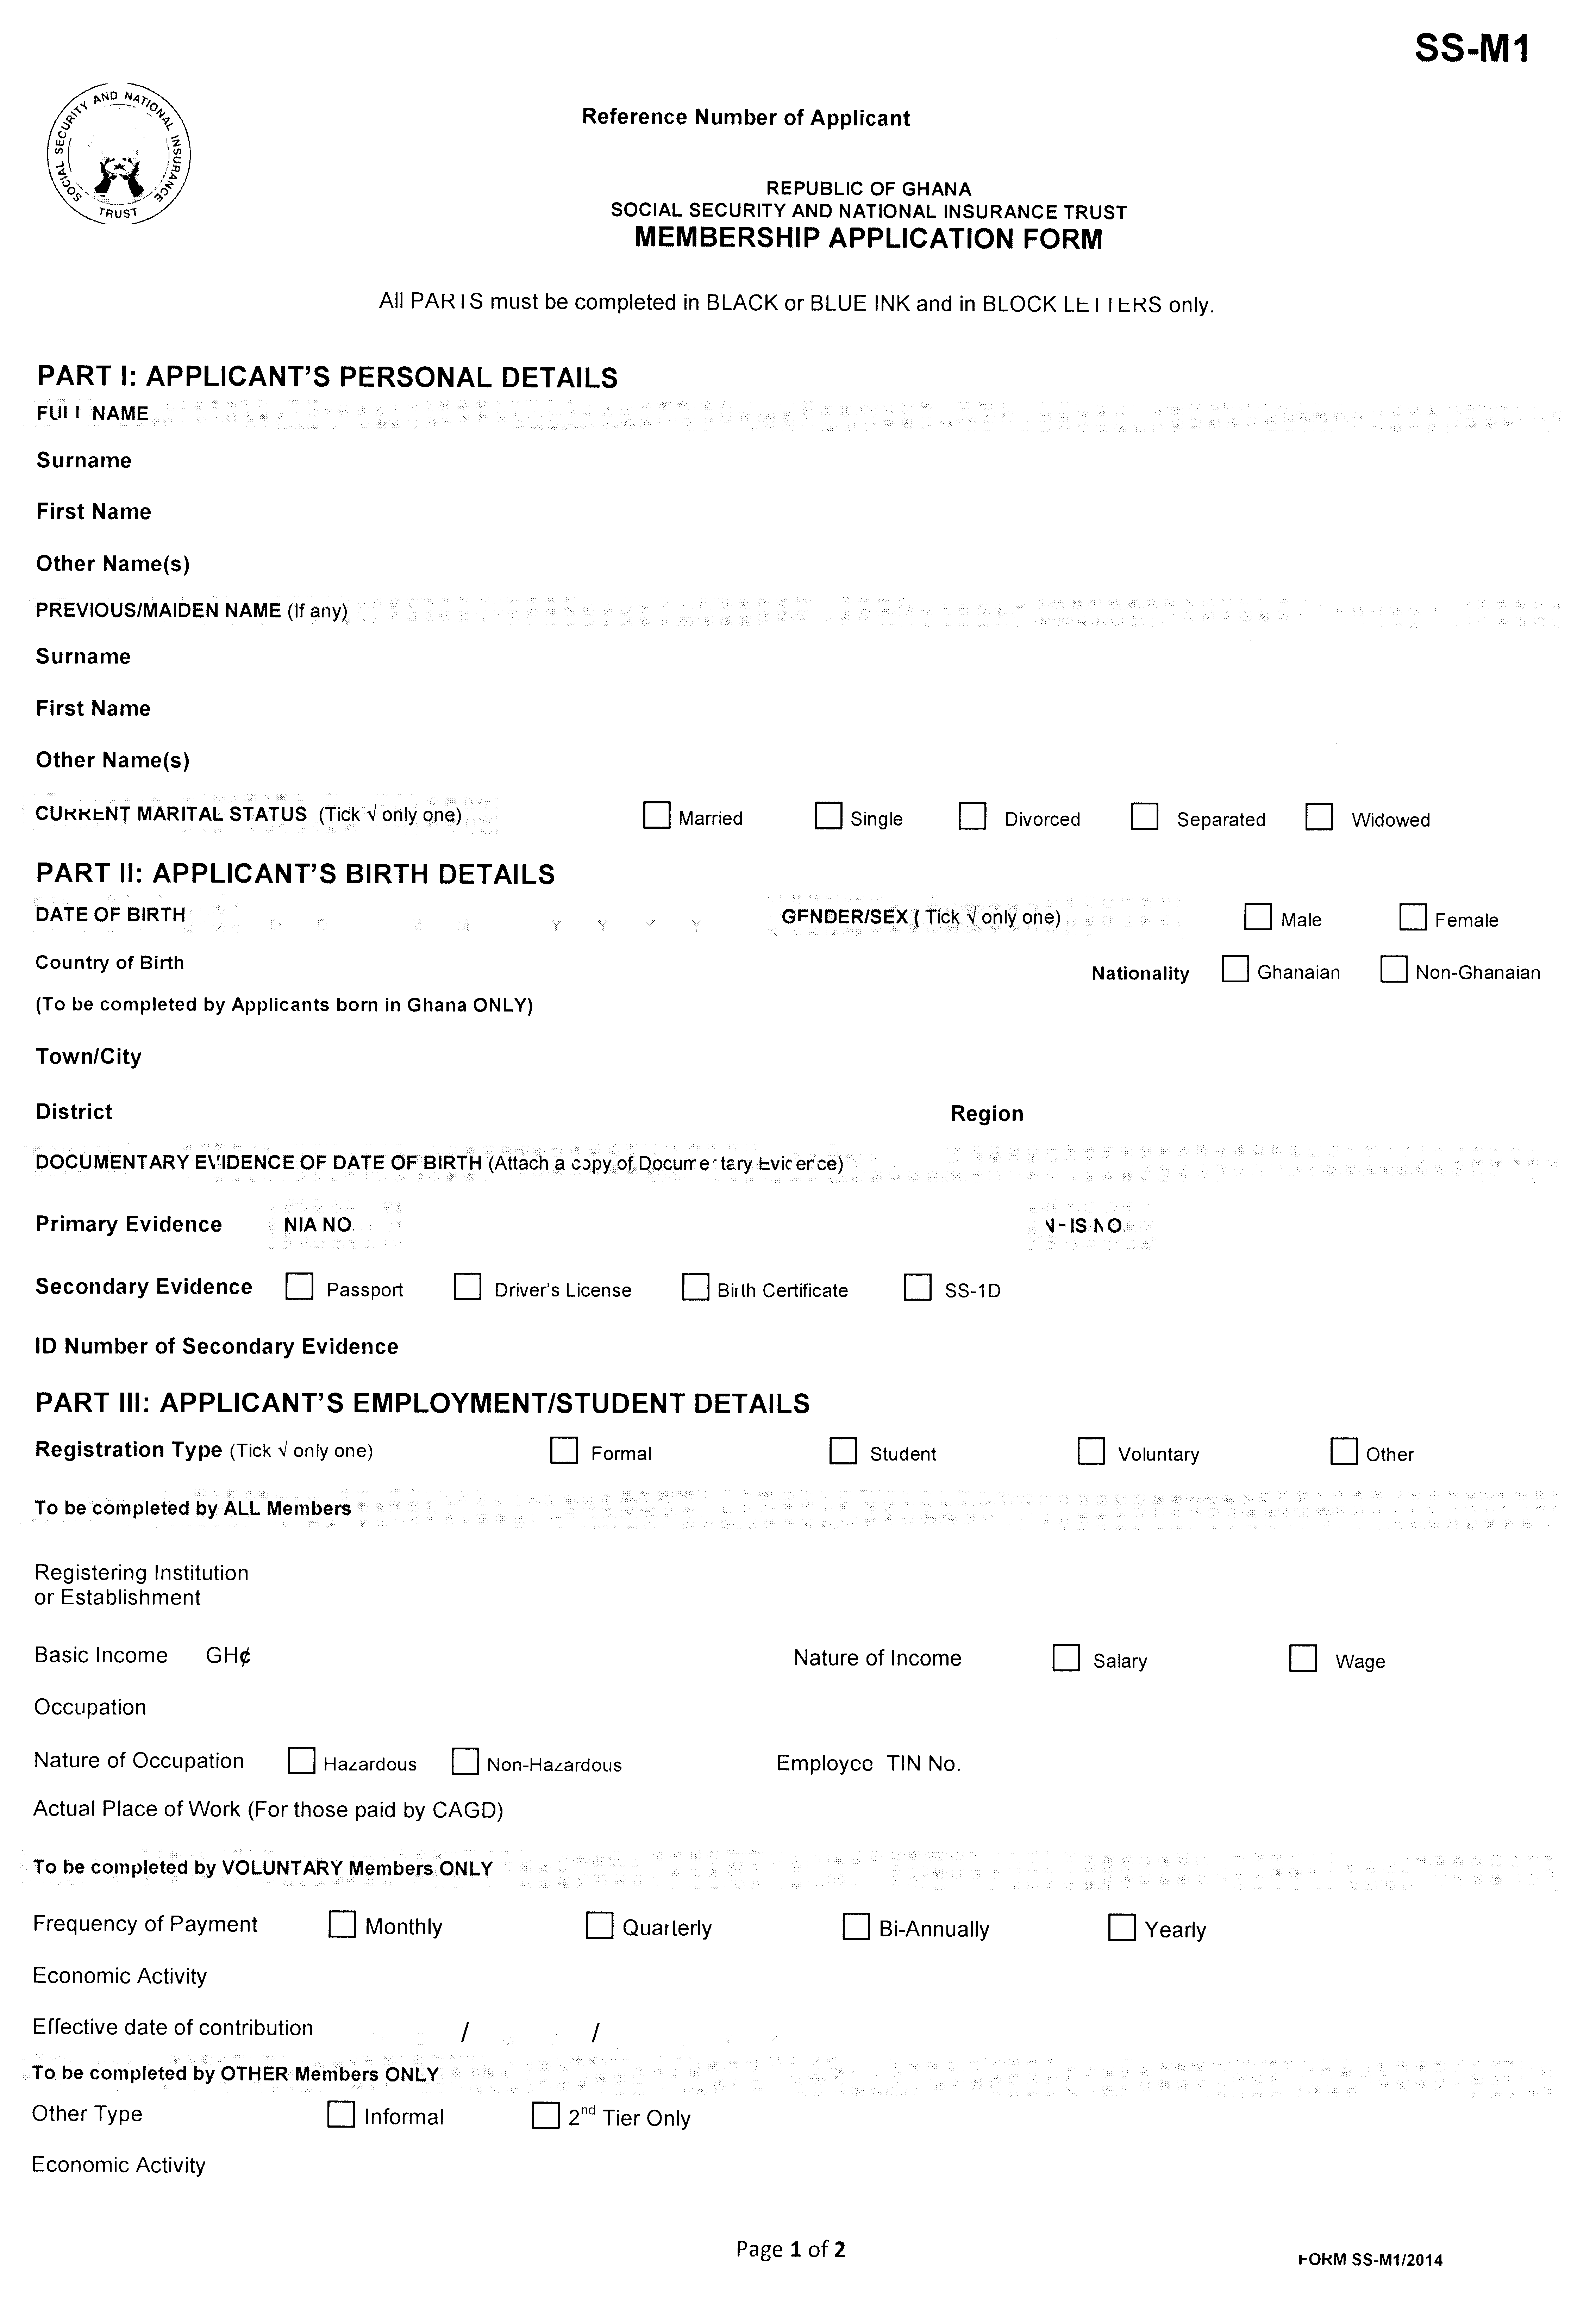 SS-M1
SOCIAL SECURITY AND NATIONAL INSURANCE TRUST
Reference Number of Applicant
REPUBLIC OF GHANA
SOCIAL SECURITY AND NATIONAL INSURANCE TRUST
MEMBERSHIP APPLICATION FORM
All PARTS must be completed in BLACK or BLUE INK and in BLOCK LETTERS only.
PART I: APPLICANT'S PERSONAL DETAILS
FULL NAME
Surname
First Name
Other Name(s)
PREVIOUS/MAIDEN NAME (If any)
Surname
First Name
Other Name(s)
CURRENT MARITAL STATUS (Tick √ only one) Married Single Divorced Separated Widowed
PART II: APPLICANT'S BIRTH DETAILS
DATE OF BIRTH D D M M Y Y Y Y GENDER/SEX ( Tick √ only one) Male Female
Country of Birth Nationality Ghanaian Non-Ghanaian
(To be completed by Applicants born in Ghana ONLY)
Town/City
District Region
DOCUMENTARY EVIDENCE OF DATE OF BIRTH (Attach a copy of Documentary Evidence)
Primary Evidence NIA NO. NHIS NO.
Secondary Evidence Passport Driver's License Birth Certificate SS-1D
ID Number of Secondary Evidence
PART III: APPLICANT'S EMPLOYMENT/STUDENT DETAILS
Registration Type (Tick √ only one) Formal Student Voluntary Other
To be completed by ALL Members
Registering Institution
or Establishment
Basic Income GH¢ Nature of Income Salary Wage
Occupation
Nature of Occupation Hazardous Non-Hazardous Employee TIN No.
Actual Place of Work (For those paid by CAGD)
To be completed by VOLUNTARY Members ONLY
Frequency of Payment Monthly Quarterly Bi-Annually Yearly
Economic Activity
Effective date of contribution / /
To be completed by OTHER Members ONLY
Other Type Informal 2nd Tier Only
Economic Activity
Page 1 of 2
FORM SS-M1/2014